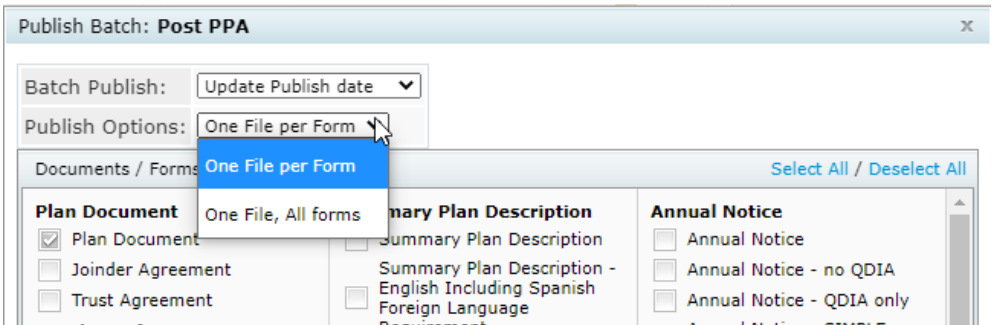 Publish Batch: Post PPA x
Batch Publish: Update Publish date
Publish Options: One File per Form
One File per Form
One File, All forms
Documents / Forms
Select All / Deselect All
Plan Document
Plan Document
Joinder Agreement
Trust Agreement
mary Plan Description
Summary Plan Description
Summary Plan Description -
English Including Spanish
Foreign Language
Requirement
Annual Notice
Annual Notice
Annual Notice - no QDIA
Annual Notice - QDIA only